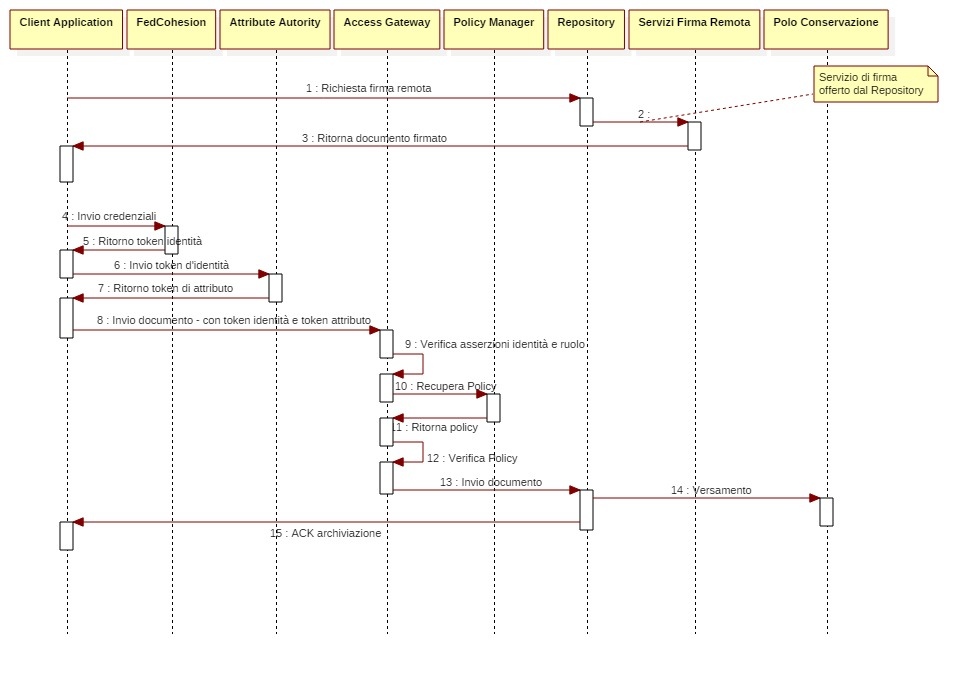 Client Application
FedCohesion
Attribute Autority
Access Gateway
Policy Manager
Repository
Servizi Firma Remota
Polo Conservazione
Servizio di firma
offerto dal Repository
1 : Richiesta firma remota
2 :
3 : Ritorna documento firmato
4 : Invio credenziali
5 : Ritorno token identità
6 : Invio token d'identità
7 : Ritorno token di attributo
8 : Invio documento - con token identità e token attributo
9 : Verifica asserzioni identità e ruolo
10 : Recupera Policy
11 : Ritorna policy
12 : Verifica Policy
13 : Invio documento
14 : Versamento
15 : ACK archiviazione